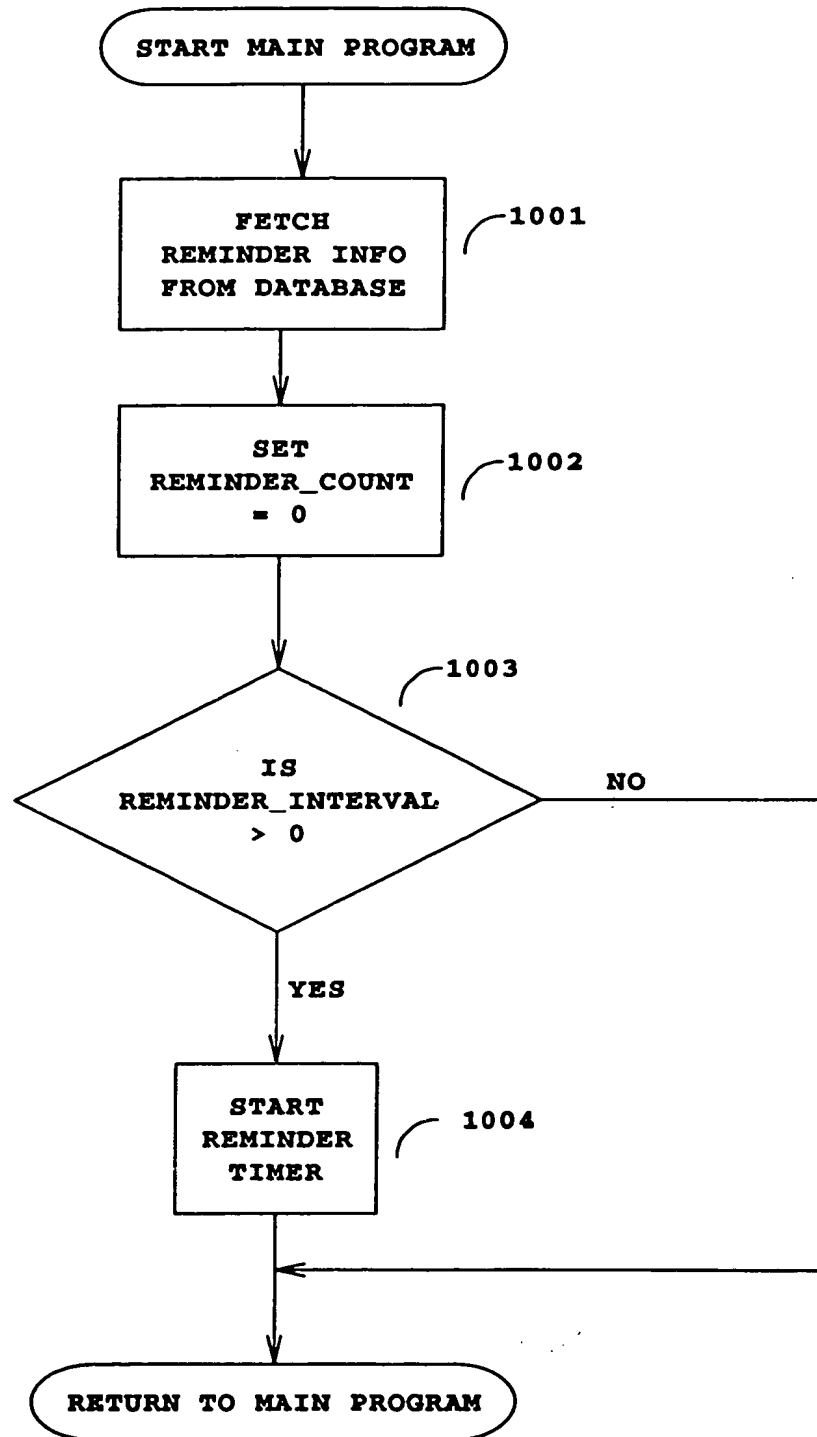 START MAIN PROGRAM
FETCH
REMINDER INFO
FROM DATABASE
1001
SET
REMINDER_COUNT
= 0
1002
1003
IS
REMINDER_INTERVAL
> 0
NO
YES
START
REMINDER
TIMER
1004
RETURN TO MAIN PROGRAM